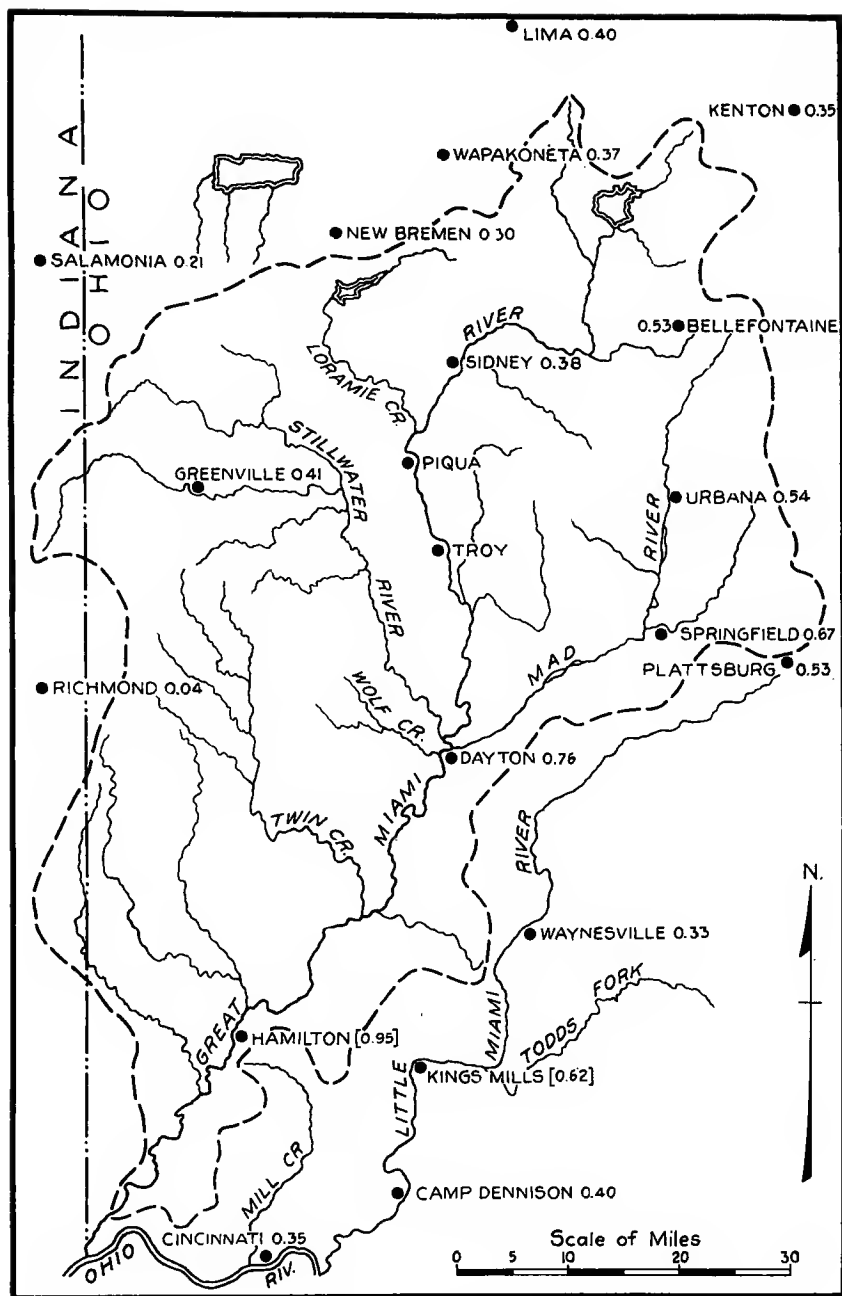 LIMA 0.40
KENTON 0.35
WAPAKONETA 0.37
NEW BREMEN 0.30
SALAMONIA 0.21
INDIANA
OHIO
0.53 BELLEFONTAINE
RIVER
SIDNEY 0.38
LORAMIE CR.
STILLWATER
RIVER
PIQUA
GREENVILLE 041
URBANA 0.54
RIVER
TROY
SPRINGFIELD 0.67
MAD
PLATTSBURG 0.53
RICHMOND 0.04
WOLF CR.
DAYTON 0.76
MIAMI
TWIN CR.
RIVER
N.
WAYNESVILLE 0.33
TODDS FORK
GREAT
HAMILTON [0.95]
MIAMI
KINGS MILLS [0.62]
LITTLE
MILL CR
CAMP DENNISON 0.40
CINCINNATI 0.35
OHIO RIV.
Scale of Miles
0 5 10 20 30